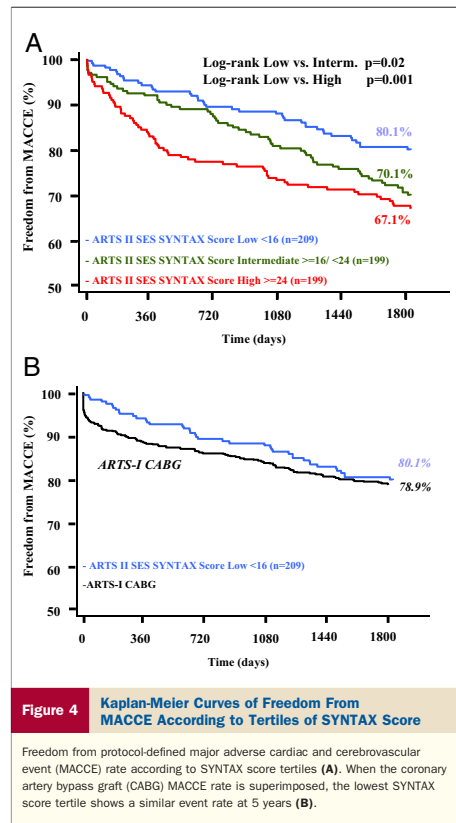 A
Log-rank Low vs. Interm. p=0.02
Log-rank Low vs. High p=0.001
Freedom from MACCE (%)
100
90
80
70
60
50
80.1%
70.1%
67.1%
- ARTS II SES SYNTAX Score Low <16 (n=209)
- ARTS II SES SYNTAX Score Intermediate >=16/ <24 (n=199)
- ARTS II SES SYNTAX Score High >=24 (n=199)
0 360 720 1080 1440 1800
Time (days)
B
Freedom from MACCE (%)
100
90
80
70
60
50
ARTS-I CABG
80.1%
78.9%
- ARTS II SES SYNTAX Score Low <16 (n=209)
-ARTS-I CABG
0 360 720 1080 1440 1800
Time (days)
Figure 4
Kaplan-Meier Curves of Freedom From
MACCE According to Tertiles of SYNTAX Score
Freedom from protocol-defined major adverse cardiac and cerebrovascular
event (MACCE) rate according to SYNTAX score tertiles (A). When the coronary
artery bypass graft (CABG) MACCE rate is superimposed, the lowest SYNTAX
score tertile shows a similar event rate at 5 years (B).